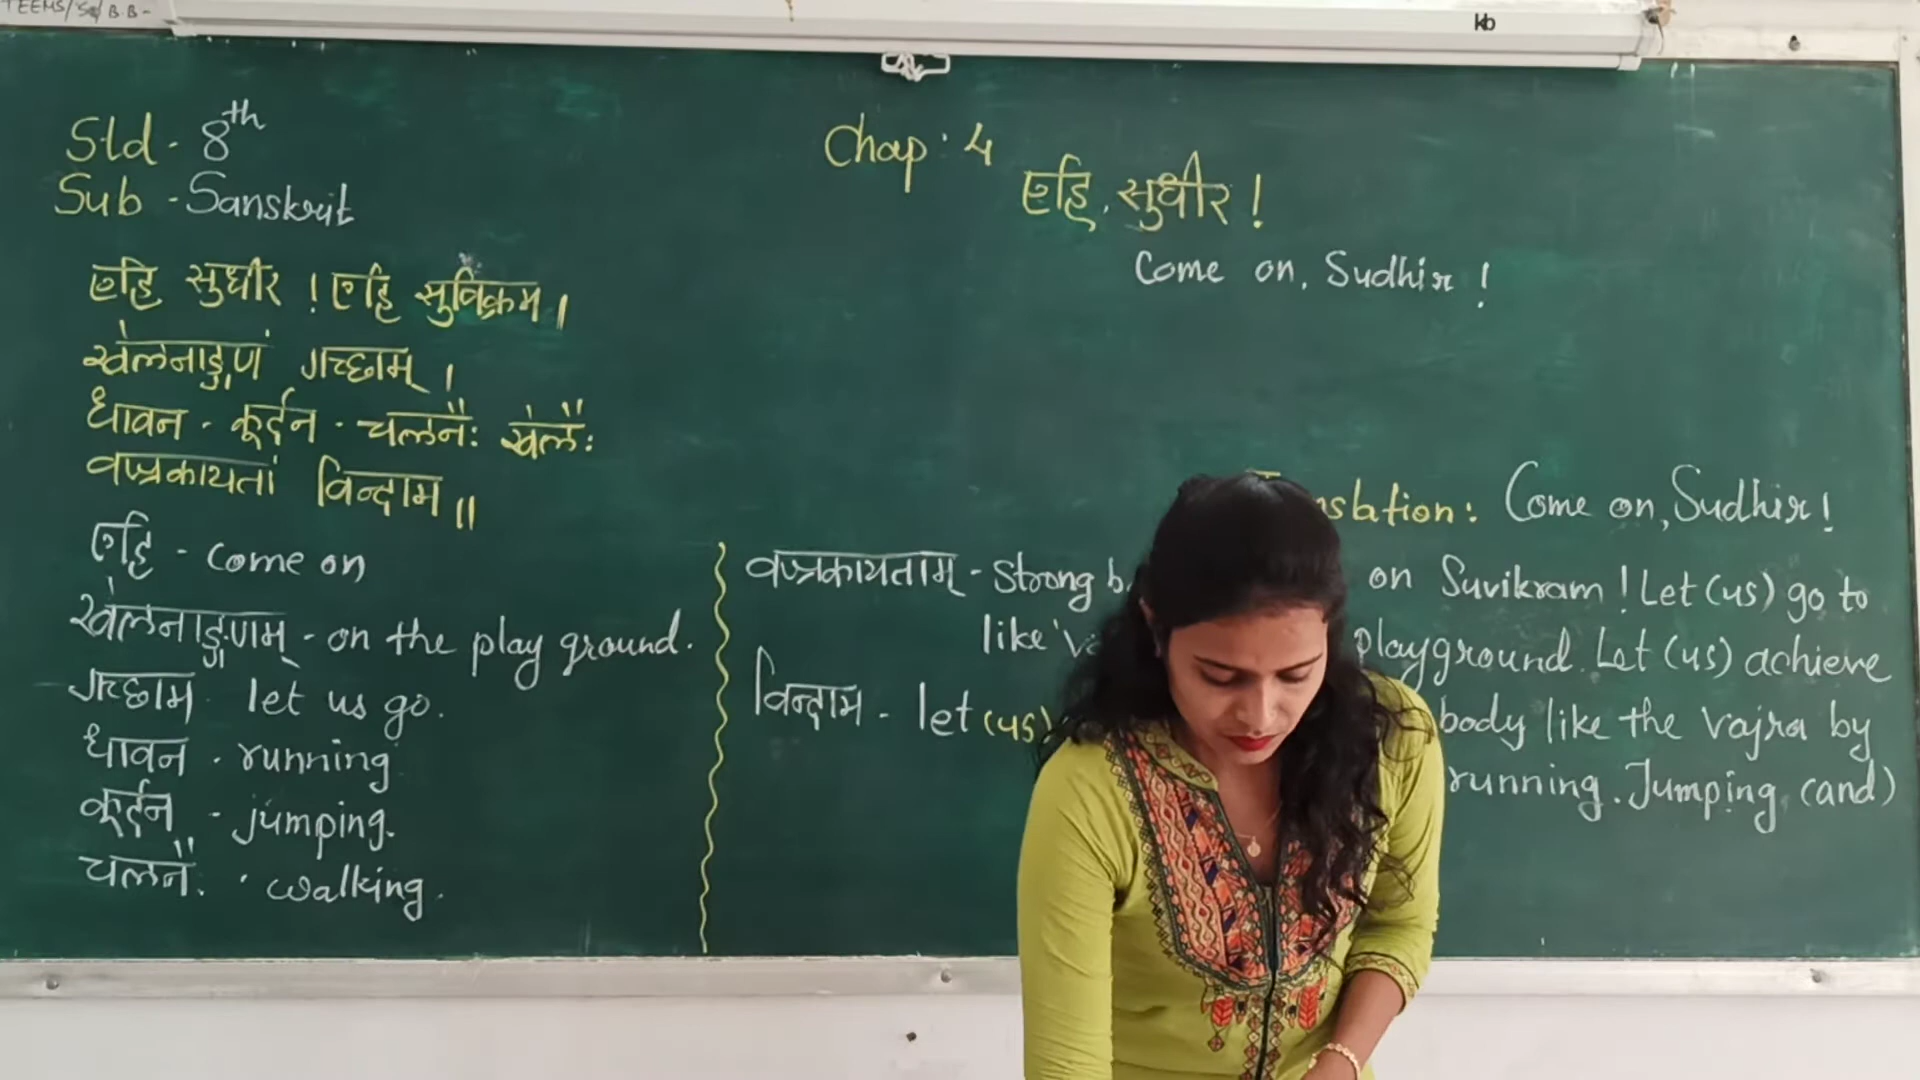 TEEMS/Sc/B.B-
kb
Std - 8th
Sub - Sanskrit
Chap : 4
एहि, सुधीर !
Come on, Sudhir !
एहि सुधीर ! एहि सुविक्रम ।
खेलनाङ्गणं गच्छाम् ।
धावन - कूर्दन - चलनैः खेलैः
वज्रकायतां विन्दाम ॥
एहि - come on
खेलनाङ्गणम् - on the play ground.
गच्छाम let us go.
धावन - running
कूर्दन - jumping.
चलनै. - walking.
वज्रकायताम् - strong
like
विन्दाम - let (us)
Come on, Sudhir!
on Suvikram ! Let (us) go to
playground. Let (us) achieve
body like the vajra by
running. Jumping (and)